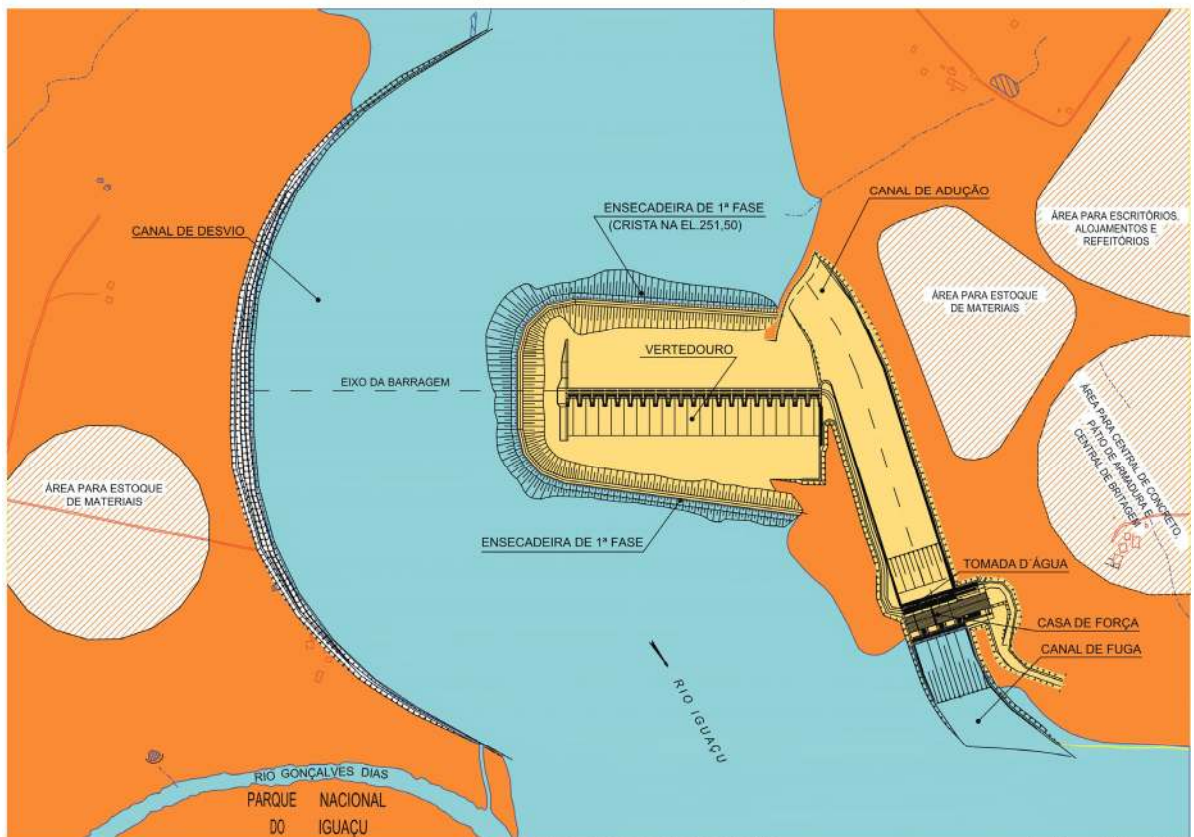 ENSECADEIRA DE 1ª FASE
(CRISTA NA EL.251,50)
CANAL DE ADUÇÃO
ÁREA PARA ESCRITÓRIOS,
ALOJAMENTOS E
REFEITÓRIOS
CANAL DE DESVIO
ÁREA PARA ESTOQUE
DE MATERIAIS
VERTEDOURO
EIXO DA BARRAGEM
ÁREA PARA CENTRAL DE CONCRETO,
PÁTIO DE ARMADURA E
CENTRAL DE BRITAGEM
ÁREA PARA ESTOQUE
DE MATERIAIS
ENSECADEIRA DE 1ª FASE
TOMADA D´ÁGUA
CASA DE FORÇA
CANAL DE FUGA
RIO IGUAÇU
RIO GONÇALVES DIAS
PARQUE NACIONAL
DO IGUAÇU